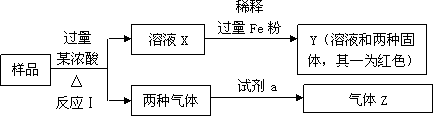 样品
过量
某浓酸
△
反应 I
溶液 X
稀释
过量 Fe 粉
Y（溶液和两种固
体，其一为红色）
两种气体
试剂 a
气体 Z